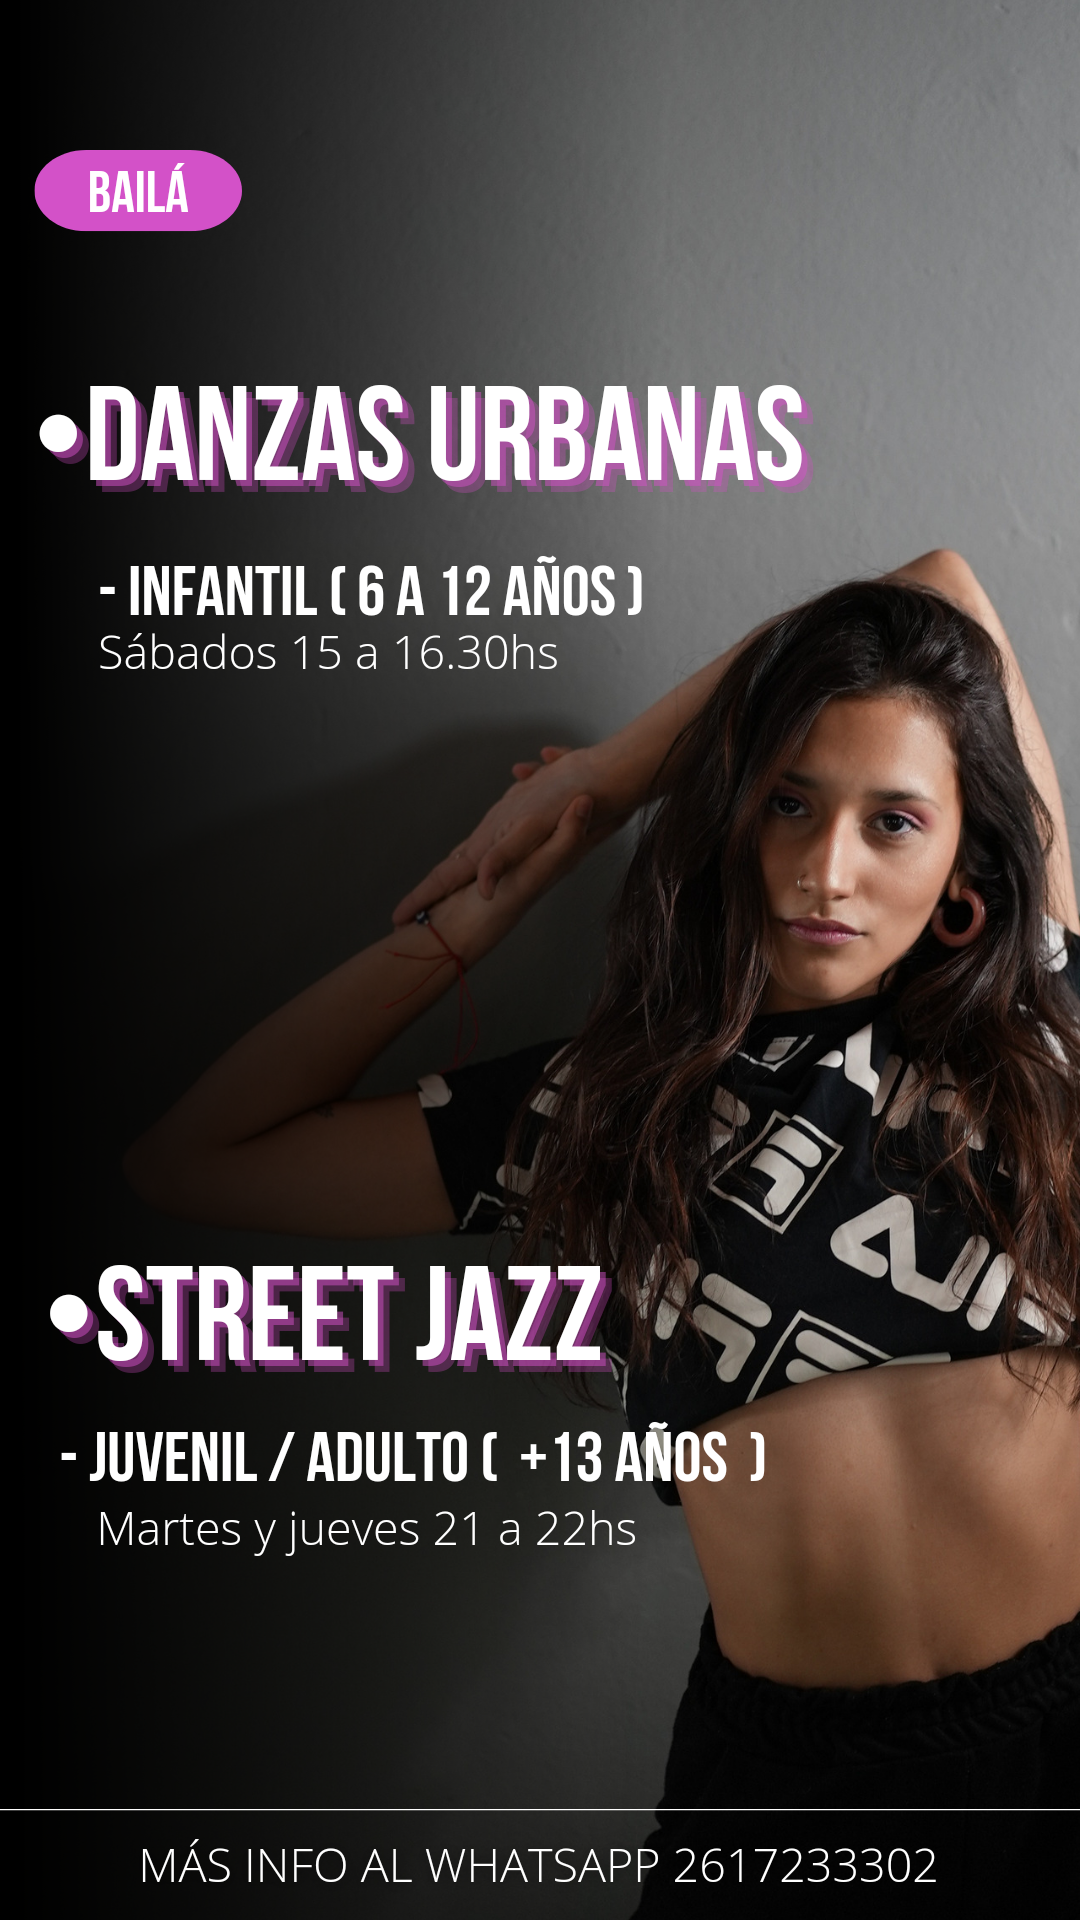 BAILÁ
•DANZAS URBANAS
- INFANTIL ( 6 A 12 AÑOS )
Sábados 15 a 16.30hs
•STREET JAZZ
- JUVENIL / ADULTO ( +13 AÑOS )
Martes y jueves 21 a 22hs
MÁS INFO AL WHATSAPP 2617233302